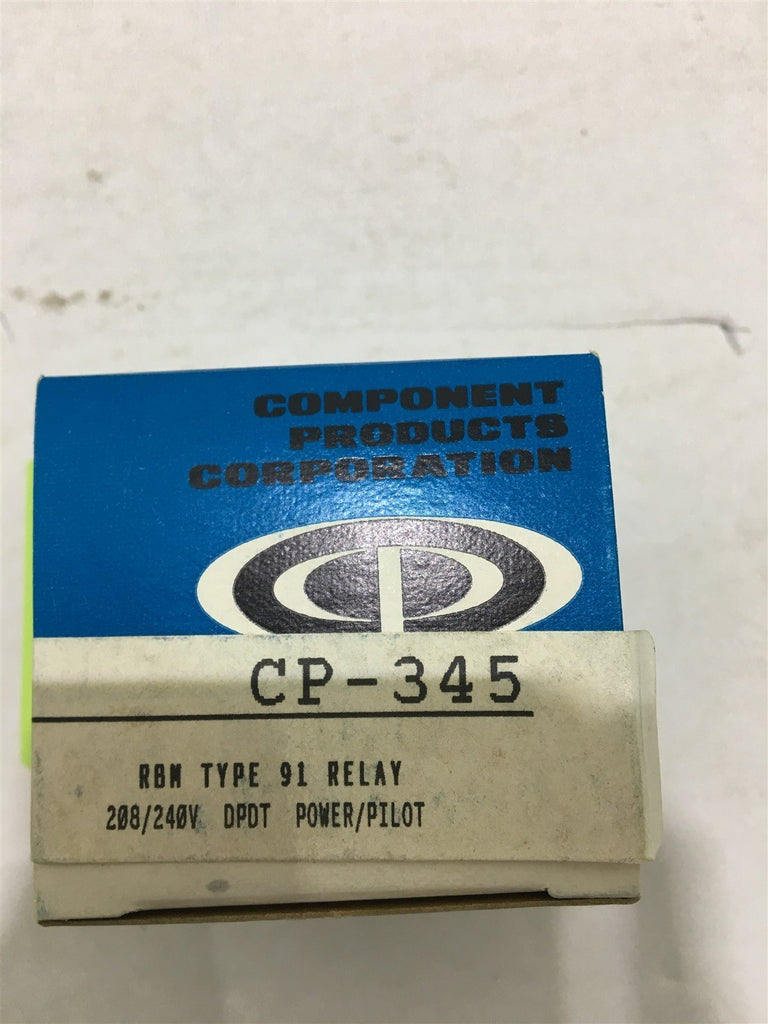 COMPONENT
PRODUCTS
CORPORATION
CP-345
RBM TYPE 91 RELAY
208/240V DPDT POWER/PILOT